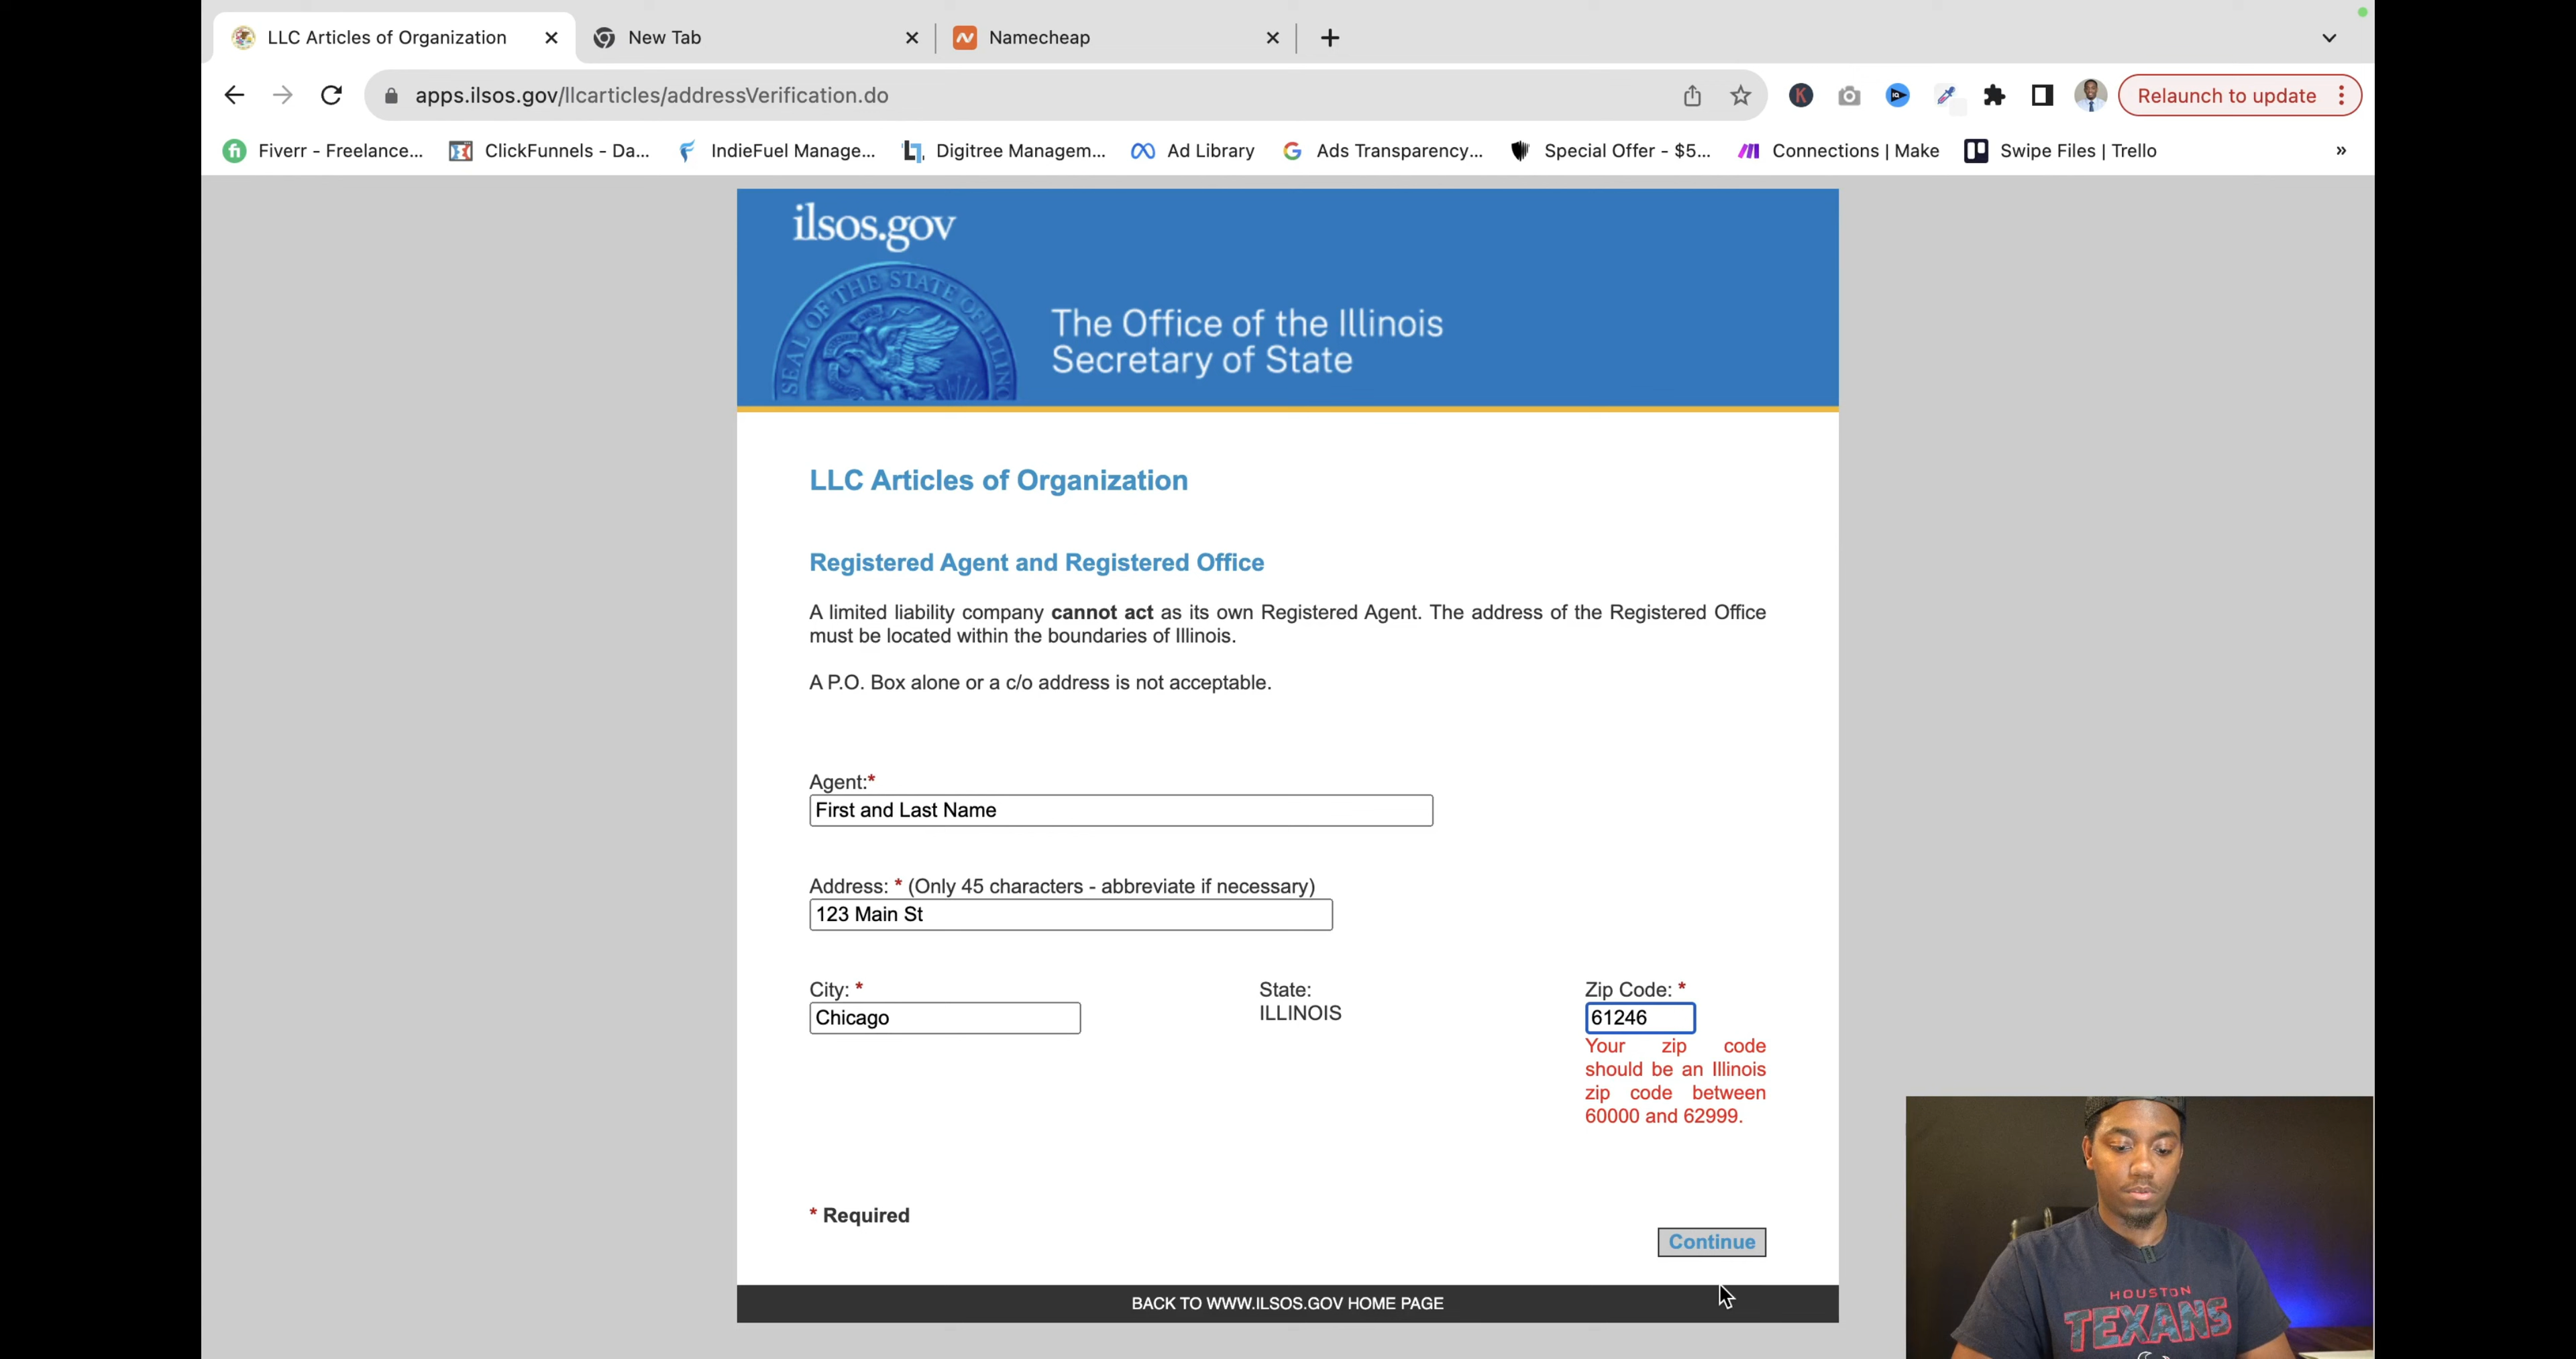 LLC Articles of Organization
New Tab
Namecheap
apps.ilsos.gov/llcarticles/addressVerification.do
Relaunch to update
Fiverr - Freelance...
ClickFunnels - Da...
IndieFuel Manage...
Digitree Managem...
Ad Library
Ads Transparency...
Special Offer - $5...
Connections | Make
Swipe Files | Trello
»
ilsos.gov
SEAL OF THE STATE OF ILLINO
The Office of the Illinois
Secretary of State
LLC Articles of Organization
Registered Agent and Registered Office
A limited liability company cannot act as its own Registered Agent. The address of the Registered Office
must be located within the boundaries of Illinois.
A P.O. Box alone or a c/o address is not acceptable.
Agent:*
First and Last Name
Address: * (Only 45 characters - abbreviate if necessary)
123 Main St
City: *
Chicago
State:
ILLINOIS
Zip Code: *
61246
Your zip code
should be an Illinois
zip code between
60000 and 62999.
* Required
Continue
BACK TO WWW.ILSOS.GOV HOME PAGE
HOUSTON
TEXANS